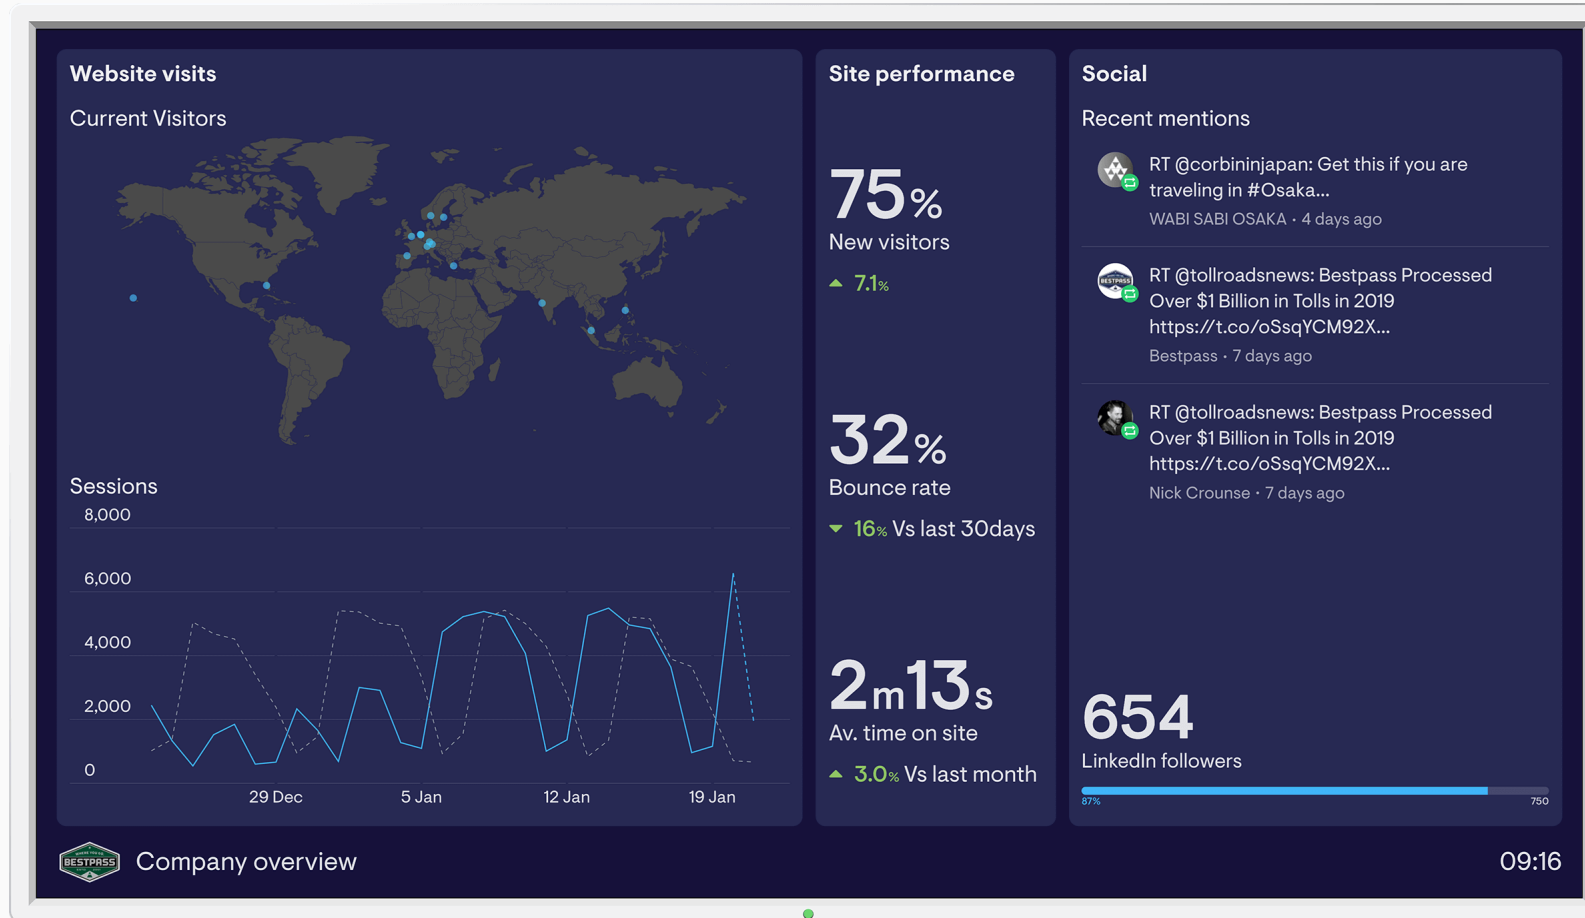 Website visits
Current Visitors
Sessions
8,000
6,000
4,000
2,000
0
29 Dec
5 Jan
12 Jan
19 Jan
Site performance
75%
New visitors
7.1%
32%
Bounce rate
16% Vs last 30days
2m13s
Av. time on site
3.0% Vs last month
Social
Recent mentions
RT @corbininjapan: Get this if you are
traveling in #Osaka...
WABI SABI OSAKA • 4 days ago
BESTPASS
RT @tollroadsnews: Bestpass Processed
Over $1 Billion in Tolls in 2019
https://t.co/oSsqYCM92X...
Bestpass • 7 days ago
RT @tollroadsnews: Bestpass Processed
Over $1 Billion in Tolls in 2019
https://t.co/oSsqYCM92X...
Nick Crounse • 7 days ago
654
LinkedIn followers
87%
750
BESTPASS
Company overview
09:16